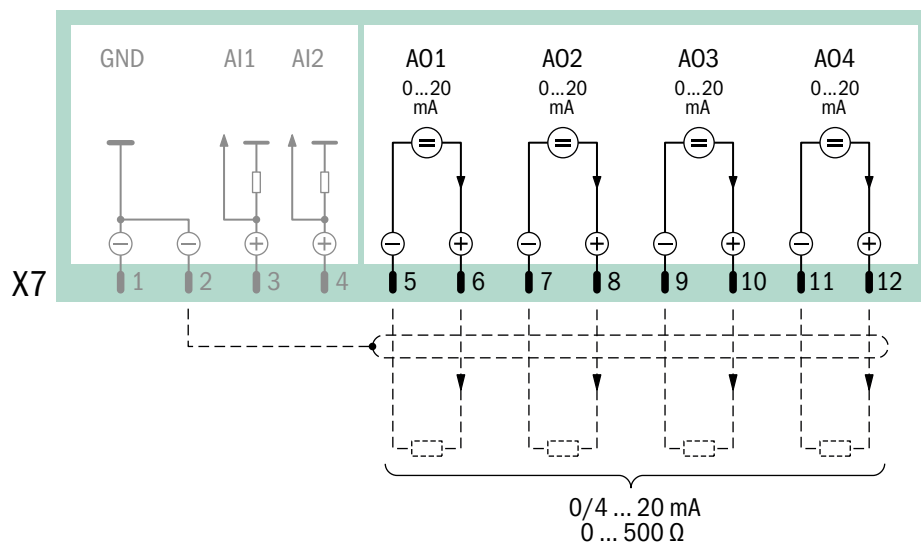 GND AI1 AI2 AO1 AO2 AO3 AO4
0...20 0...20 0...20 0...20
mA mA mA mA
X7 1 2 3 4 5 6 7 8 9 10 11 12
0/4 ... 20 mA
0 ... 500 Ω